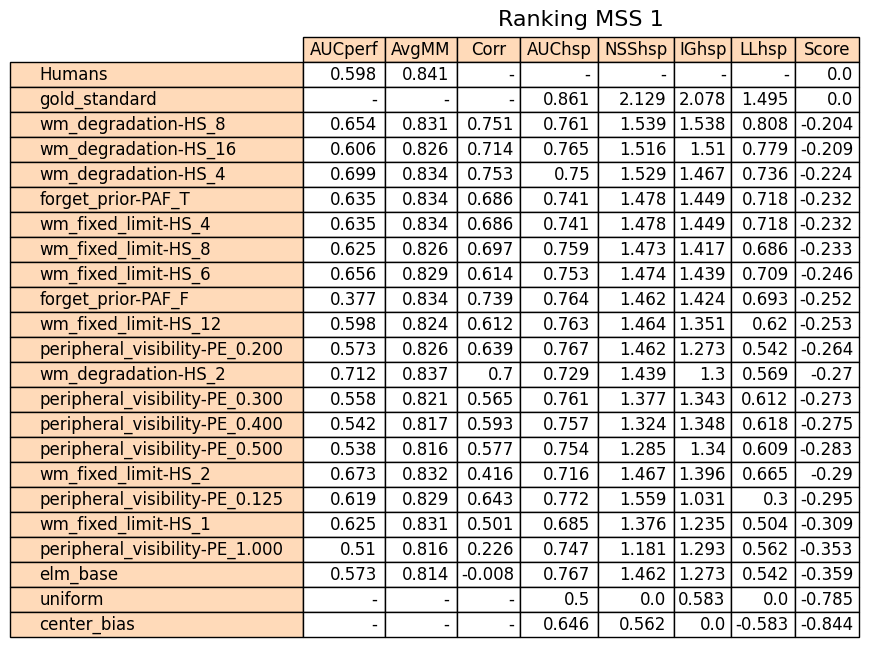 Ranking MSS 1
AUCperf AvgMM Corr AUChsp NSShsp IGhsp LLhsp Score
Humans 0.598 0.841 - - - - - 0.0
gold_standard - - - 0.861 2.129 2.078 1.495 0.0
wm_degradation-HS_8 0.654 0.831 0.751 0.761 1.539 1.538 0.808 -0.204
wm_degradation-HS_16 0.606 0.826 0.714 0.765 1.516 1.51 0.779 -0.209
wm_degradation-HS_4 0.699 0.834 0.753 0.75 1.529 1.467 0.736 -0.224
forget_prior-PAF_T 0.635 0.834 0.686 0.741 1.478 1.449 0.718 -0.232
wm_fixed_limit-HS_4 0.635 0.834 0.686 0.741 1.478 1.449 0.718 -0.232
wm_fixed_limit-HS_8 0.625 0.826 0.697 0.759 1.473 1.417 0.686 -0.233
wm_fixed_limit-HS_6 0.656 0.829 0.614 0.753 1.474 1.439 0.709 -0.246
forget_prior-PAF_F 0.377 0.834 0.739 0.764 1.462 1.424 0.693 -0.252
wm_fixed_limit-HS_12 0.598 0.824 0.612 0.763 1.464 1.351 0.62 -0.253
peripheral_visibility-PE_0.200 0.573 0.826 0.639 0.767 1.462 1.273 0.542 -0.264
wm_degradation-HS_2 0.712 0.837 0.7 0.729 1.439 1.3 0.569 -0.27
peripheral_visibility-PE_0.300 0.558 0.821 0.565 0.761 1.377 1.343 0.612 -0.273
peripheral_visibility-PE_0.400 0.542 0.817 0.593 0.757 1.324 1.348 0.618 -0.275
peripheral_visibility-PE_0.500 0.538 0.816 0.577 0.754 1.285 1.34 0.609 -0.283
wm_fixed_limit-HS_2 0.673 0.832 0.416 0.716 1.467 1.396 0.665 -0.29
peripheral_visibility-PE_0.125 0.619 0.829 0.643 0.772 1.559 1.031 0.3 -0.295
wm_fixed_limit-HS_1 0.625 0.831 0.501 0.685 1.376 1.235 0.504 -0.309
peripheral_visibility-PE_1.000 0.51 0.816 0.226 0.747 1.181 1.293 0.562 -0.353
elm_base 0.573 0.814 -0.008 0.767 1.462 1.273 0.542 -0.359
uniform - - - 0.5 0.0 0.583 0.0 -0.785
center_bias - - - 0.646 0.562 0.0 -0.583 -0.844